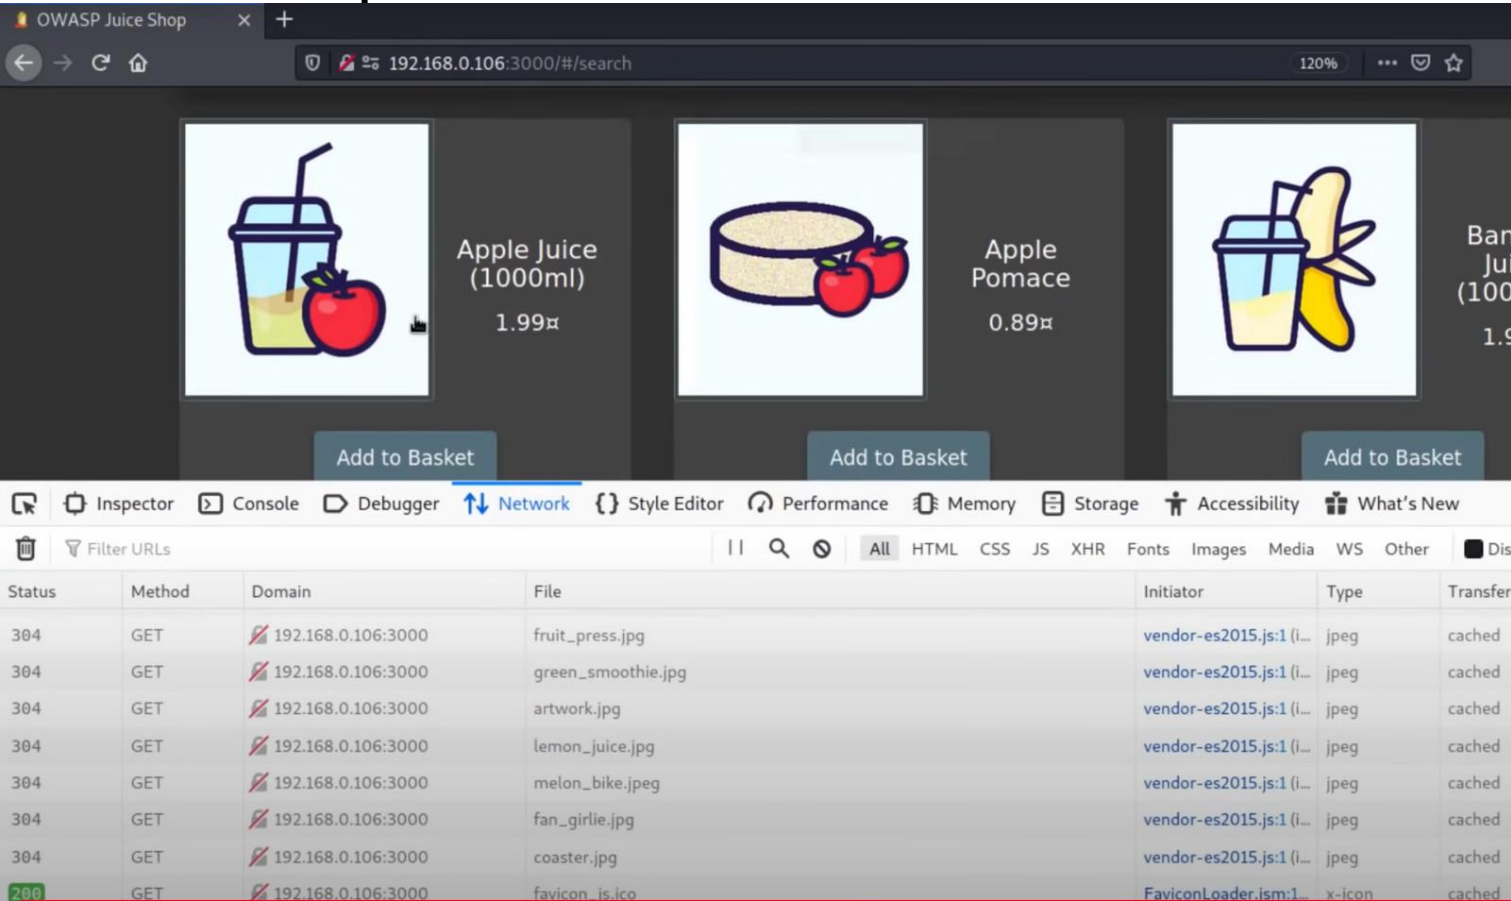 OWASP Juice Shop
192.168.0.106:3000/#/search
120%
Apple Juice
(1000ml)
1.99¤
Apple
Pomace
0.89¤
Add to Basket
Add to Basket
Add to Basket
Inspector Console Debugger Network Style Editor Performance Memory Storage Accessibility What's New
Filter URLs
All HTML CSS JS XHR Fonts Images Media WS Other Dis
Status Method Domain File Initiator Type Transfer
304 GET 192.168.0.106:3000 fruit_press.jpg vendor-es2015.js:1 (i... jpeg cached
304 GET 192.168.0.106:3000 green_smoothie.jpg vendor-es2015.js:1 (i... jpeg cached
304 GET 192.168.0.106:3000 artwork.jpg vendor-es2015.js:1 (i... jpeg cached
304 GET 192.168.0.106:3000 lemon_juice.jpg vendor-es2015.js:1 (i... jpeg cached
304 GET 192.168.0.106:3000 melon_bike.jpeg vendor-es2015.js:1 (i... jpeg cached
304 GET 192.168.0.106:3000 fan_girlie.jpg vendor-es2015.js:1 (i... jpeg cached
304 GET 192.168.0.106:3000 coaster.jpg vendor-es2015.js:1 (i... jpeg cached
200 GET 192.168.0.106:3000 favicon_js.ico FaviconLoader.jsm:1... x-icon cached